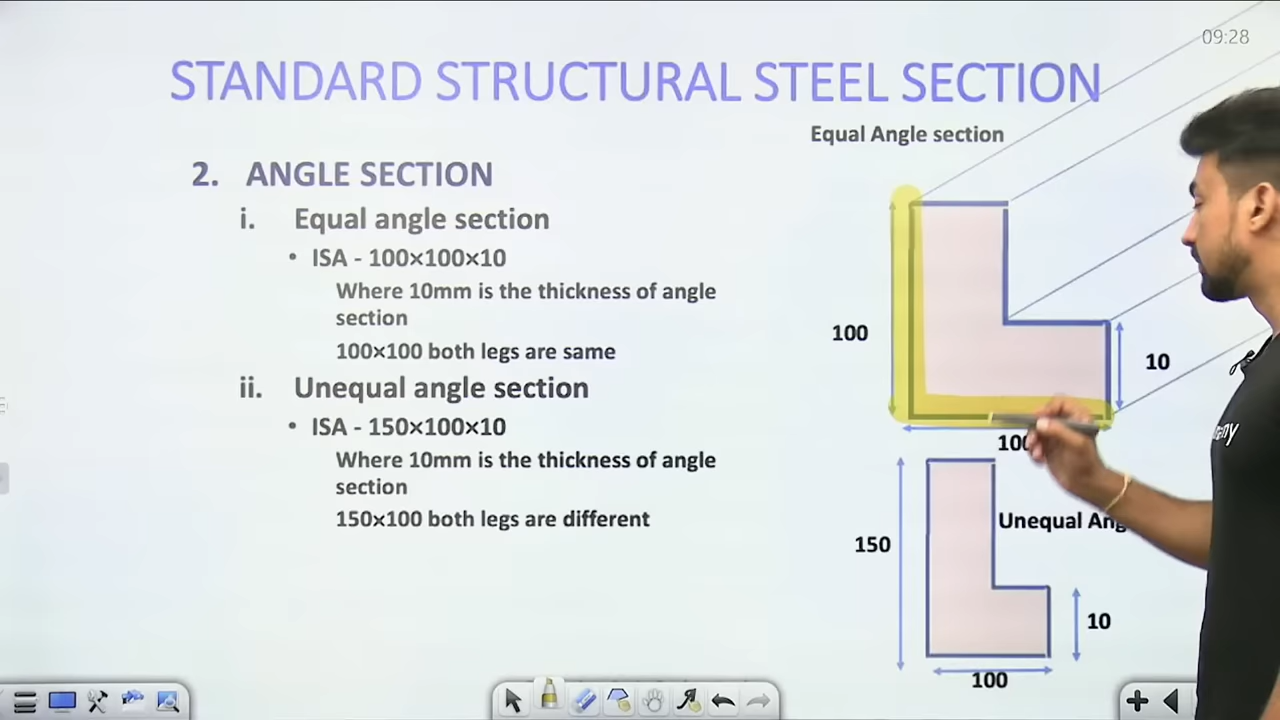 09:28
STANDARD STRUCTURAL STEEL SECTION
Equal Angle section
2. ANGLE SECTION
i. Equal angle section
• ISA - 100×100×10
Where 10mm is the thickness of angle
section
100×100 both legs are same
ii. Unequal angle section
• ISA - 150×100×10
Where 10mm is the thickness of angle
section
150×100 both legs are different
100
10
Unequal
150
10
100